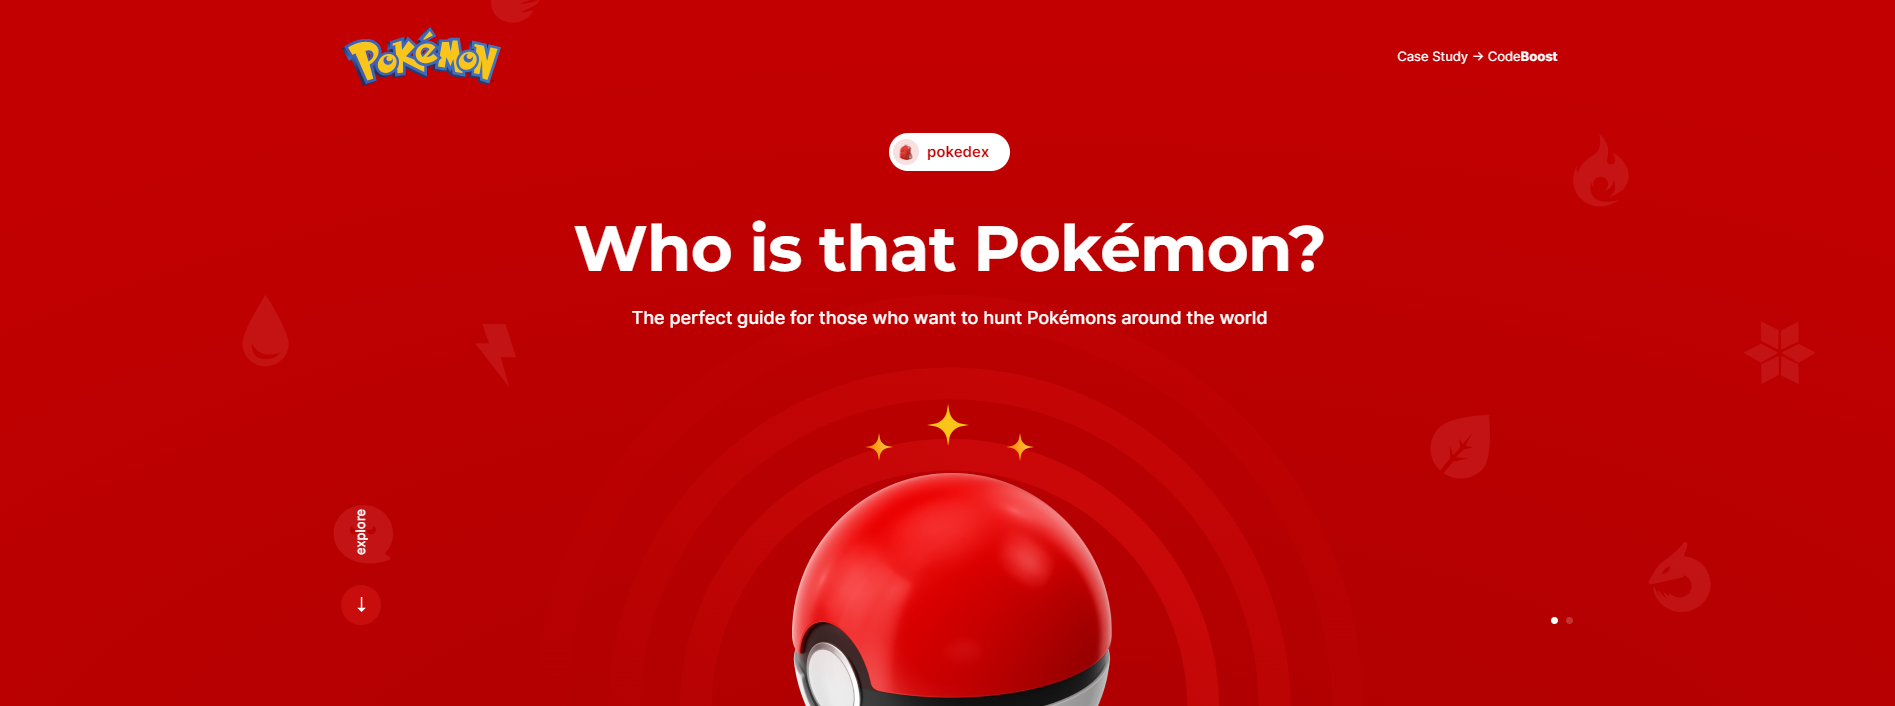 POKéMON
Case Study → CodeBoost
pokedex
Who is that Pokémon?
The perfect guide for those who want to hunt Pokémons around the world
explore